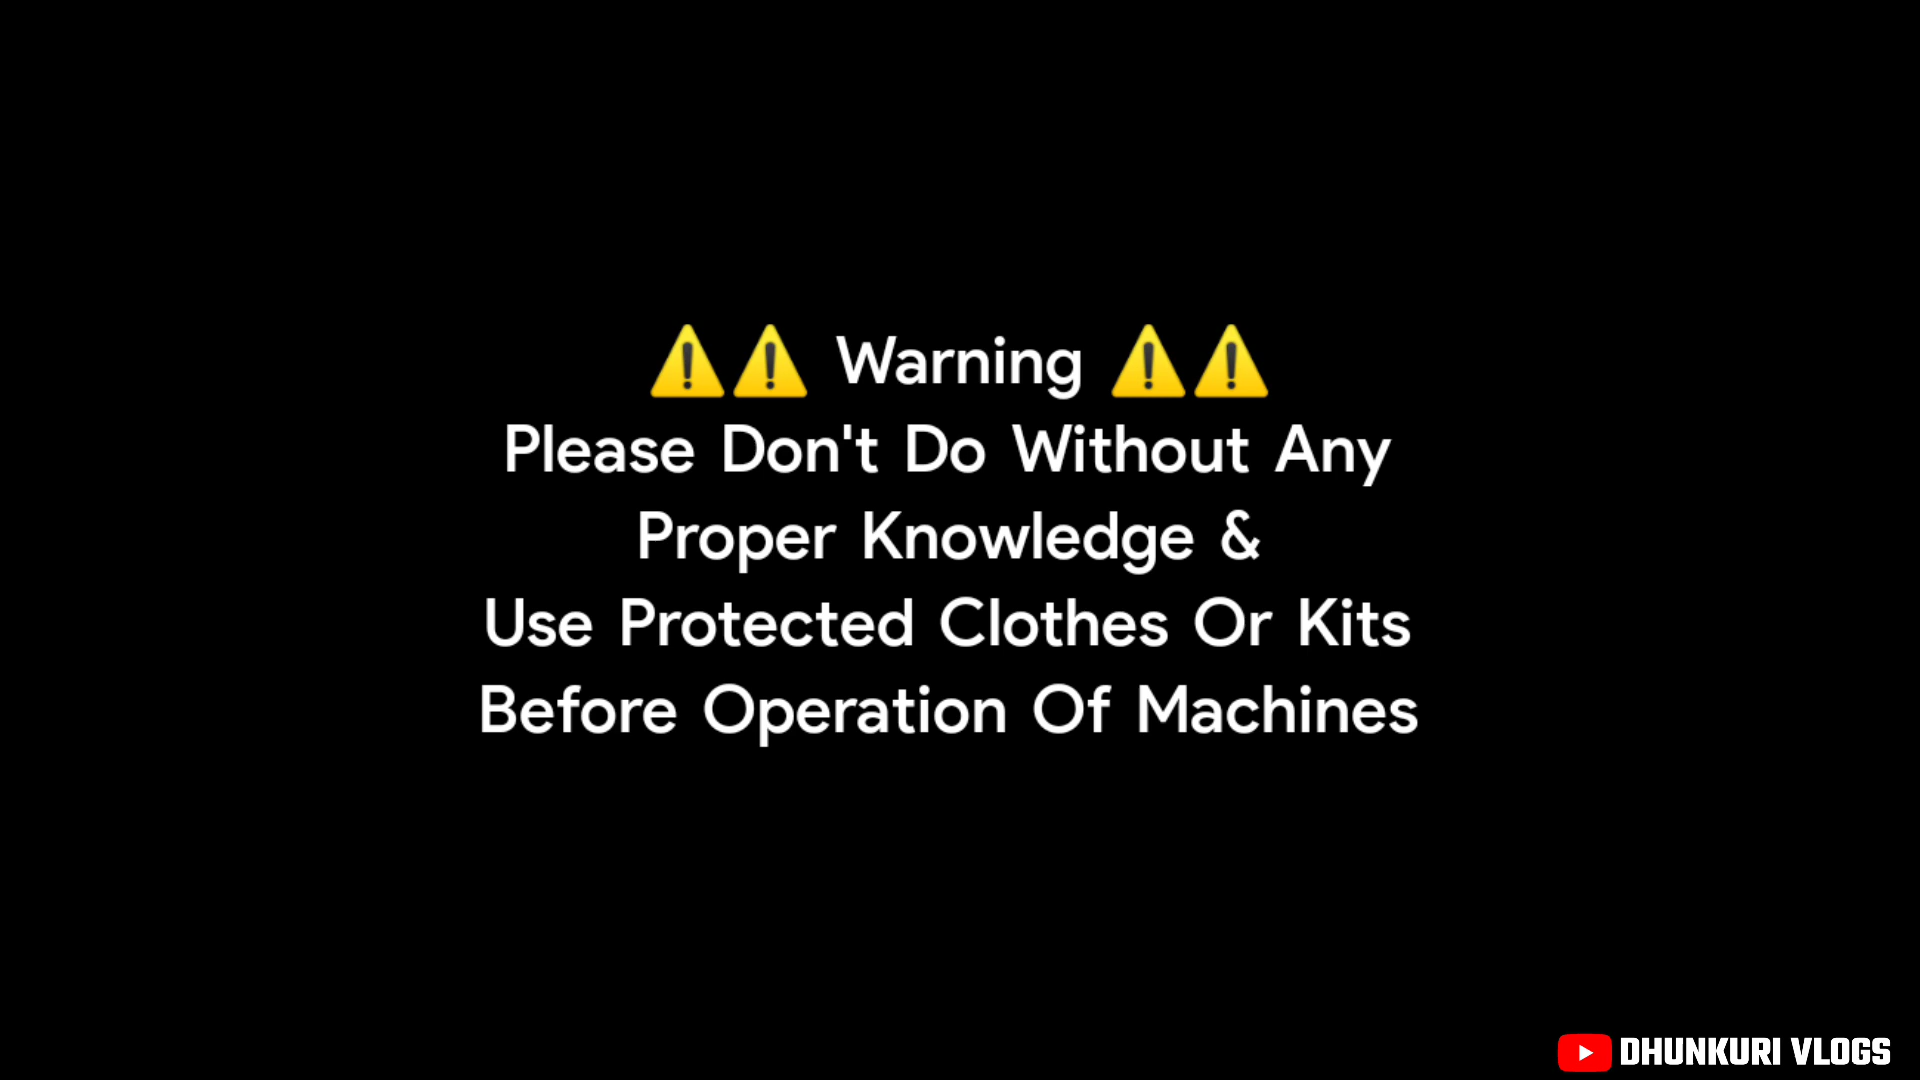 ⚠️⚠️ Warning ⚠️⚠️
Please Don't Do Without Any
Proper Knowledge &
Use Protected Clothes Or Kits
Before Operation Of Machines
DHUNKURI VLOGS